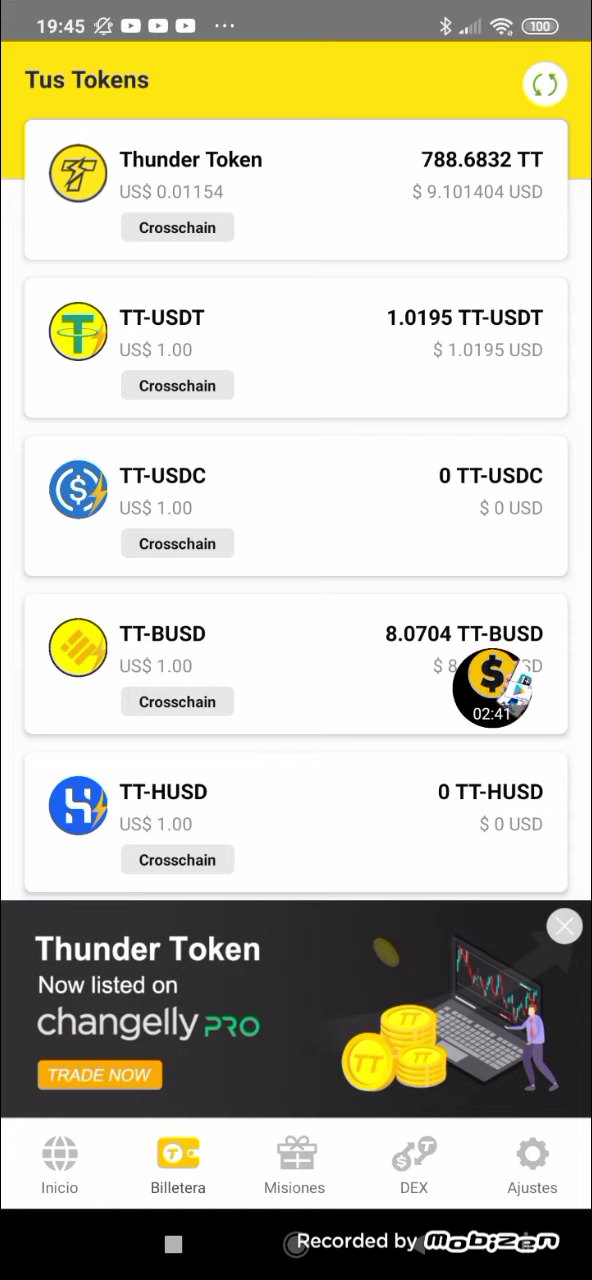 19:45 ... 100
Tus Tokens
Thunder Token 788.6832 TT
US$ 0.01154 $ 9.101404 USD
Crosschain
TT-USDT 1.0195 TT-USDT
US$ 1.00 $ 1.0195 USD
Crosschain
TT-USDC 0 TT-USDC
US$ 1.00 $ 0 USD
Crosschain
TT-BUSD 8.0704 TT-BUSD
US$ 1.00 $ 8
02:41
Crosschain
TT-HUSD 0 TT-HUSD
US$ 1.00 $ 0 USD
Crosschain
Thunder Token
Now listed on
changelly PRO
TRADE NOW
Inicio Billetera Misiones DEX Ajustes
Recorded by Mobizen